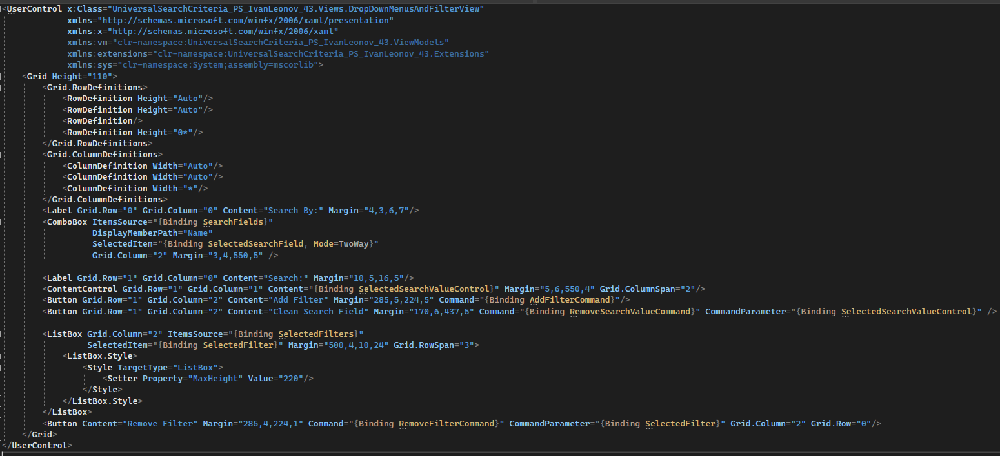 <UserControl x:Class="UniversalSearchCriteria_PS_IvanLeonov_43.Views.DropDownMenusAndFilterView"
             xmlns="http://schemas.microsoft.com/winfx/2006/xaml/presentation"
             xmlns:x="http://schemas.microsoft.com/winfx/2006/xaml"
             xmlns:vm="clr-namespace:UniversalSearchCriteria_PS_IvanLeonov_43.ViewModels"
             xmlns:extensions="clr-namespace:UniversalSearchCriteria_PS_IvanLeonov_43.Extensions"
             xmlns:sys="clr-namespace:System;assembly=mscorlib">
    <Grid Height="110">
        <Grid.RowDefinitions>
            <RowDefinition Height="Auto"/>
            <RowDefinition Height="Auto"/>
            <RowDefinition/>
            <RowDefinition Height="0*"/>
        </Grid.RowDefinitions>
        <Grid.ColumnDefinitions>
            <ColumnDefinition Width="Auto"/>
            <ColumnDefinition Width="Auto"/>
            <ColumnDefinition Width="*"/>
        </Grid.ColumnDefinitions>
        <Label Grid.Row="0" Grid.Column="0" Content="Search By:" Margin="4,3,6,7"/>
        <ComboBox ItemsSource="{Binding SearchFields}"
                  DisplayMemberPath="Name"
                  SelectedItem="{Binding SelectedSearchField, Mode=TwoWay}"
                  Grid.Column="2" Margin="3,4,550,5" />

        <Label Grid.Row="1" Grid.Column="0" Content="Search:" Margin="10,5,16,5"/>
        <ContentControl Grid.Row="1" Grid.Column="1" Content="{Binding SelectedSearchValueControl}" Margin="5,6,550,4" Grid.ColumnSpan="2"/>
        <Button Grid.Row="1" Grid.Column="2" Content="Add Filter" Margin="285,5,224,5" Command="{Binding AddFilterCommand}"/>
        <Button Grid.Row="1" Grid.Column="2" Content="Clean Search Field" Margin="170,6,437,5" Command="{Binding RemoveSearchValueCommand}" CommandParameter="{Binding SelectedSearchValueControl}" />

        <ListBox Grid.Column="2" ItemsSource="{Binding SelectedFilters}"
                 SelectedItem="{Binding SelectedFilter}" Margin="500,4,10,24" Grid.RowSpan="3">
            <ListBox.Style>
                <Style TargetType="ListBox">
                    <Setter Property="MaxHeight" Value="220"/>
                </Style>
            </ListBox.Style>
        </ListBox>
        <Button Content="Remove Filter" Margin="285,4,224,1" Command="{Binding RemoveFilterCommand}" CommandParameter="{Binding SelectedFilter}" Grid.Column="2" Grid.Row="0"/>
    </Grid>
</UserControl>